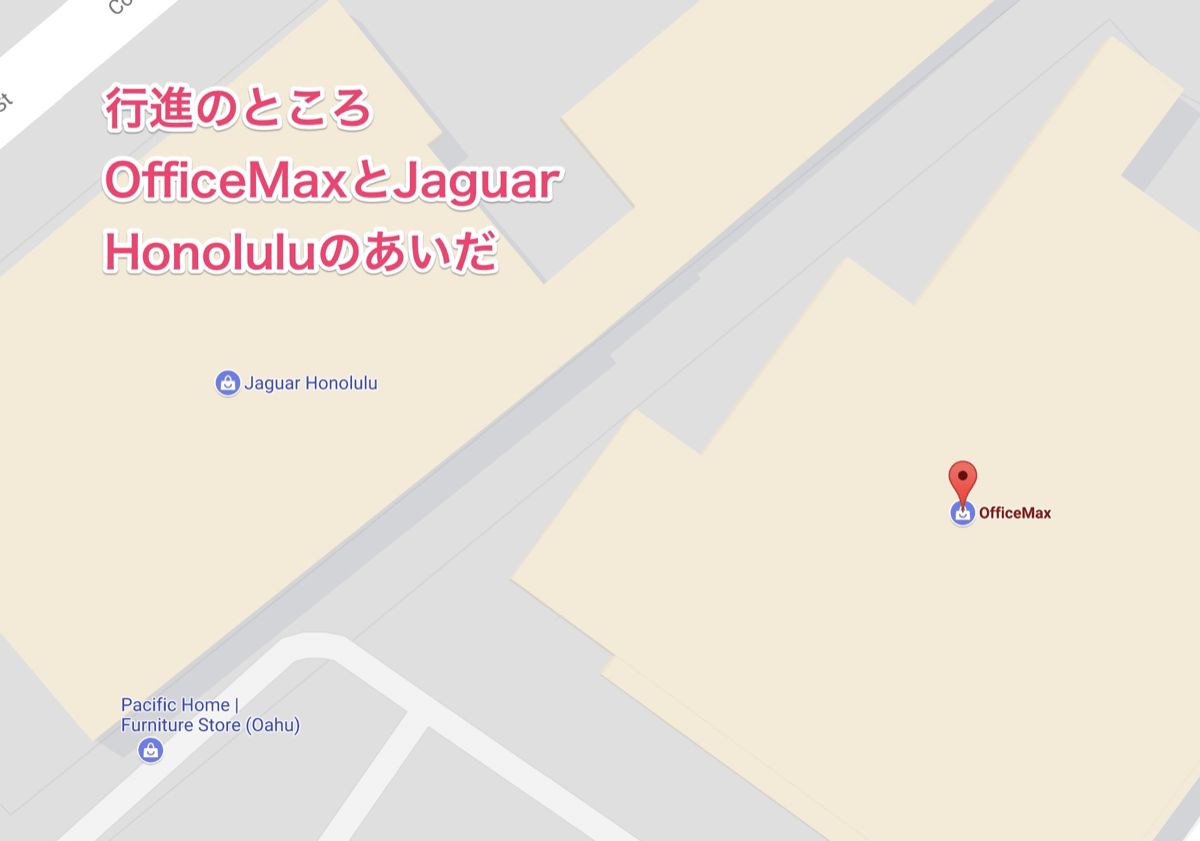 Co
st
行進のところ
OfficeMaxとJaguar
Honoluluのあいだ
Jaguar Honolulu
OfficeMax
Pacific Home |
Furniture Store (Oahu)